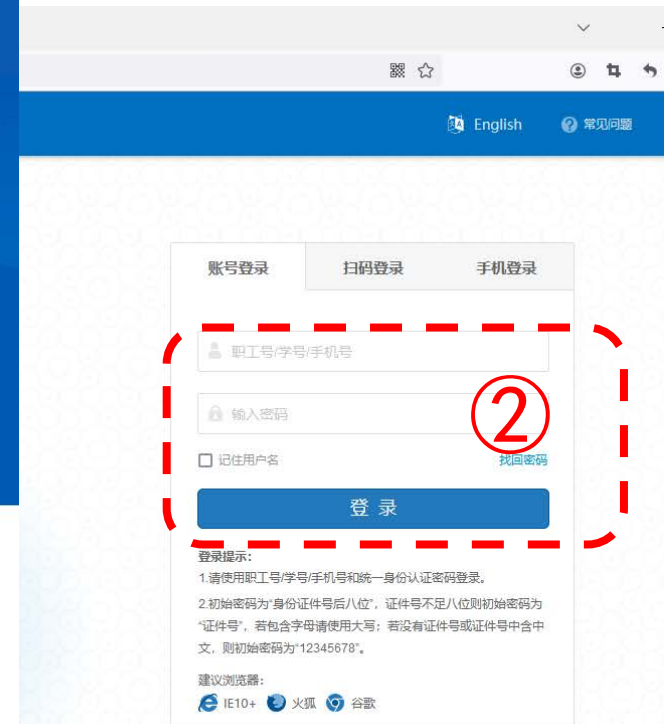 English
常见问题
账号登录 扫码登录 手机登录
职工号/学号/手机号
输入密码
②
记住用户名 找回密码
登 录
登录提示:
1.请使用职工号/学号/手机号和统一身份认证密码登录。
2.初始密码为“身份证件号后八位”，证件号不足八位则初始密码为
“证件号”，若包含字母请使用大写；若没有证件号或证件号中含中
文，则初始密码为“12345678”。
建议浏览器：
IE10+ 火狐 谷歌